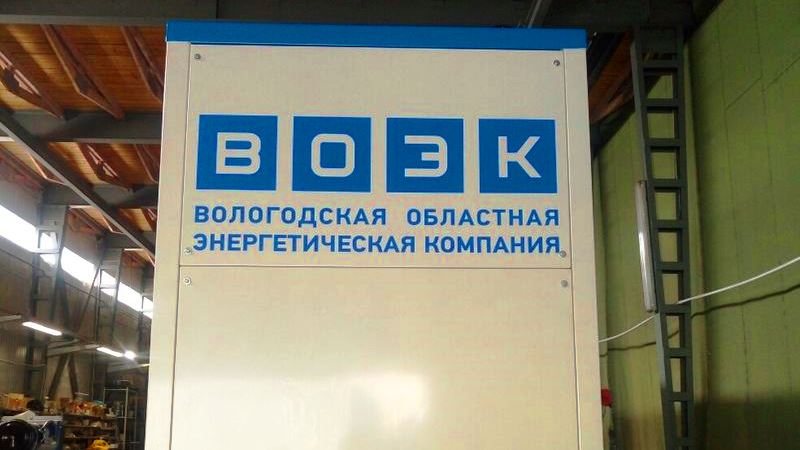 ВОЭК
ВОЛОГОДСКАЯ ОБЛАСТНАЯ
ЭНЕРГЕТИЧЕСКАЯ КОМПАНИЯ